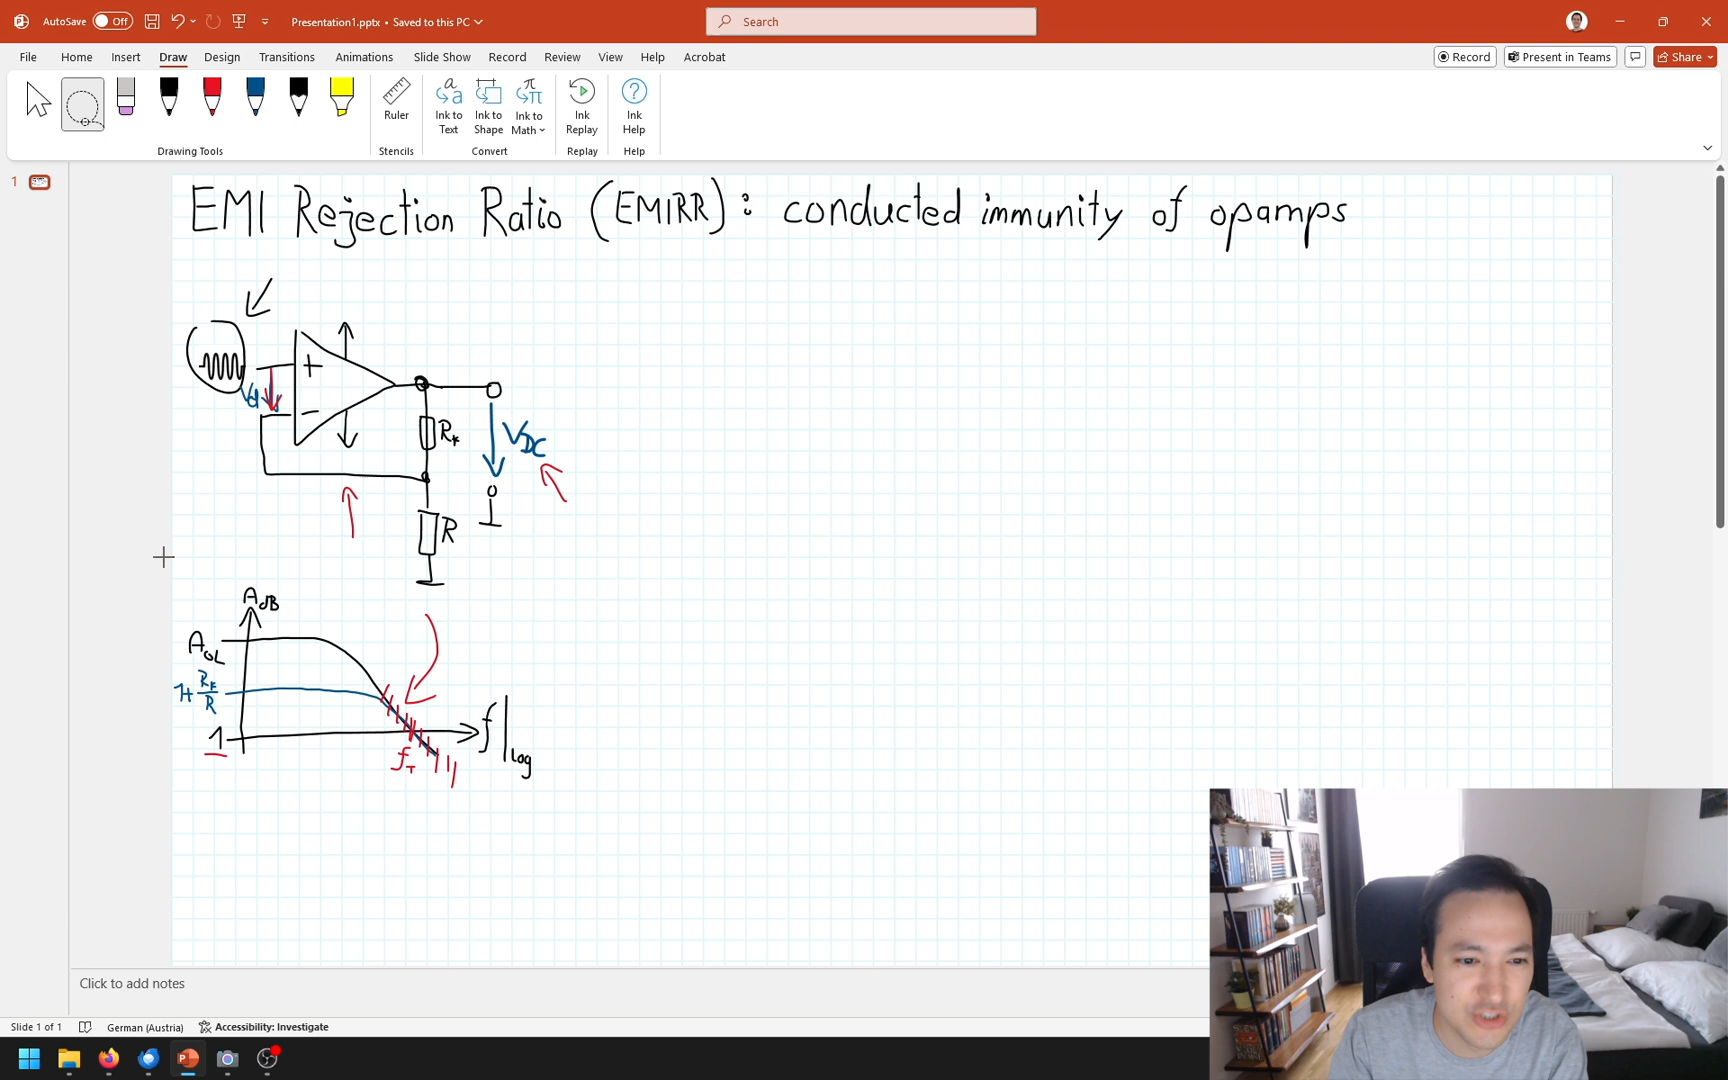 AutoSave Off Presentation1.pptx • Saved to this PC Search
File Home Insert Draw Design Transitions Animations Slide Show Record Review View Help Acrobat Record Present in Teams Share
Ruler Ink to Text Ink to Shape Ink to Math Ink Replay Ink Help
Drawing Tools Stencils Convert Replay Help
1
EMI Rejection Ratio (EMIRR): conducted immunity of opamps
+
Vd
−
R*
VDC
R
AdB
AOL
1+ R*/R
1
fT
f|log
Click to add notes
Slide 1 of 1 German (Austria) Accessibility: Investigate